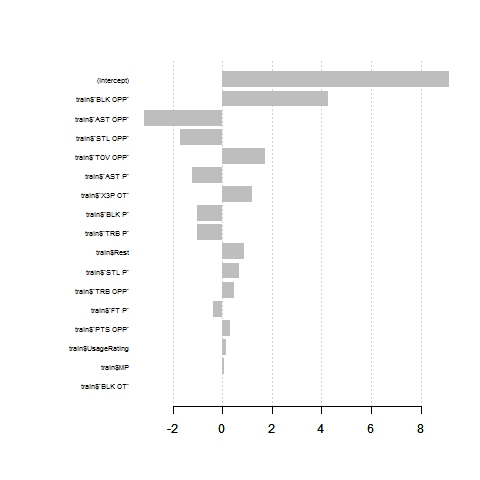 (Intercept)
train$`BLK OPP`
train$`AST OPP`
train$`STL OPP`
train$`TOV OPP`
train$`AST P`
train$`X3P OT`
train$`BLK P`
train$`TRB P`
train$Rest
train$`STL P`
train$`TRB OPP`
train$`FT P`
train$`PTS OPP`
train$UsageRating
train$MP
train$`BLK OT`
-2 0 2 4 6 8